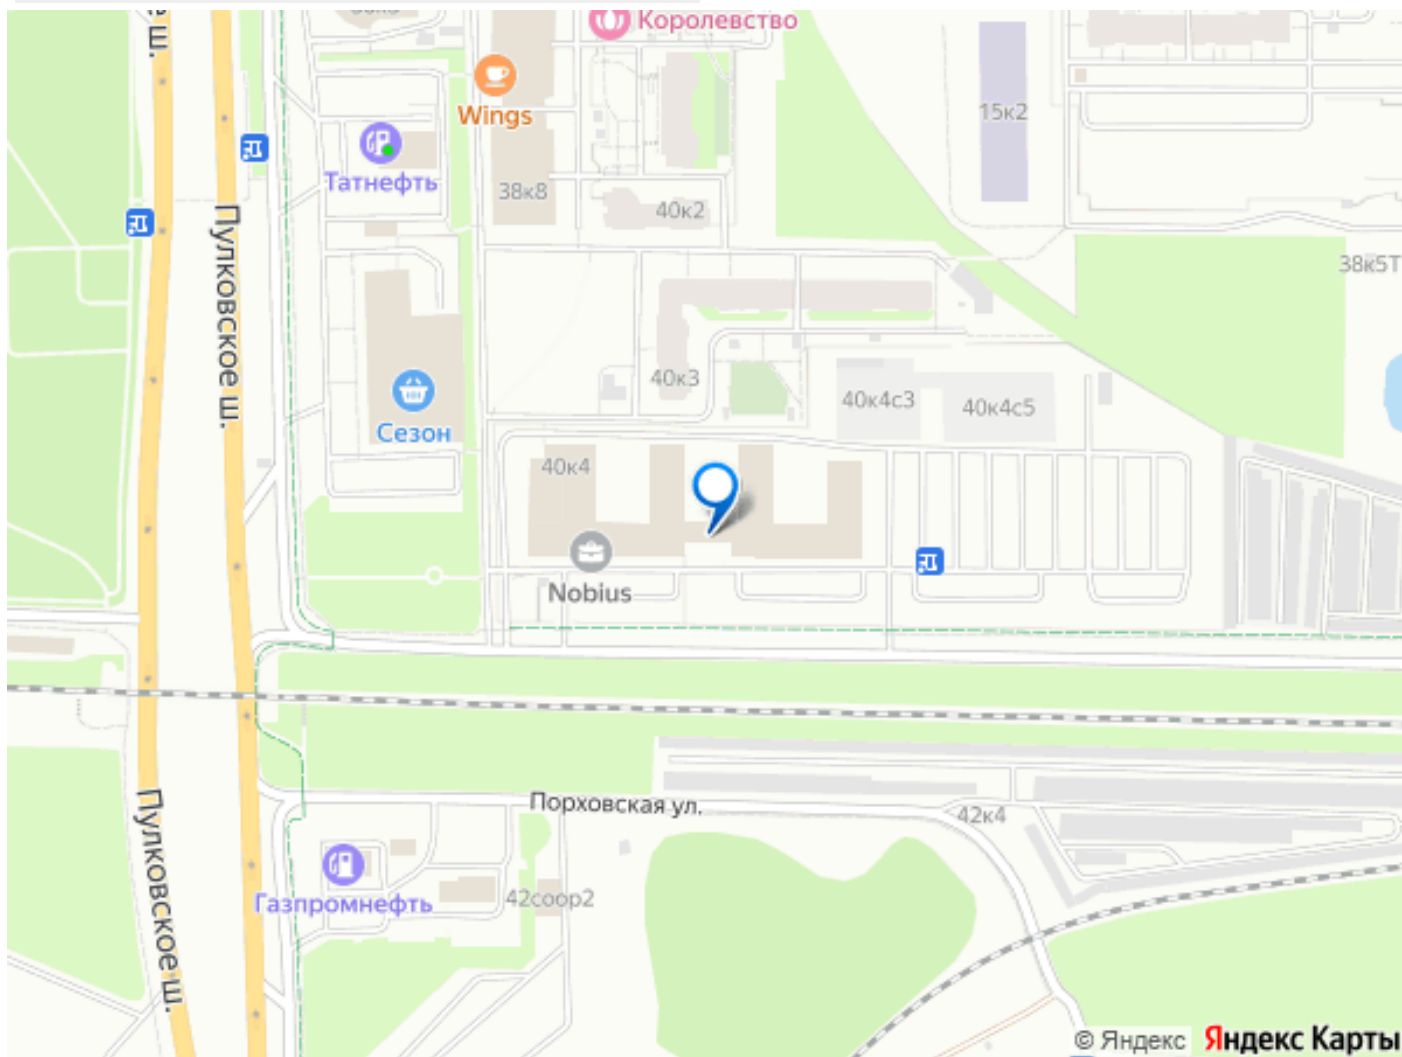 Королевство
Wings
15к2
Татнефть
38к8
40к2
Пулковское ш.
38к5Т
40к3
40к4с3
40к4с5
Сезон
40к4
Nobius
Порховская ул.
42к4
Пулковское ш.
Газпромнефть
42соор2
© Яндекс Яндекс Карты